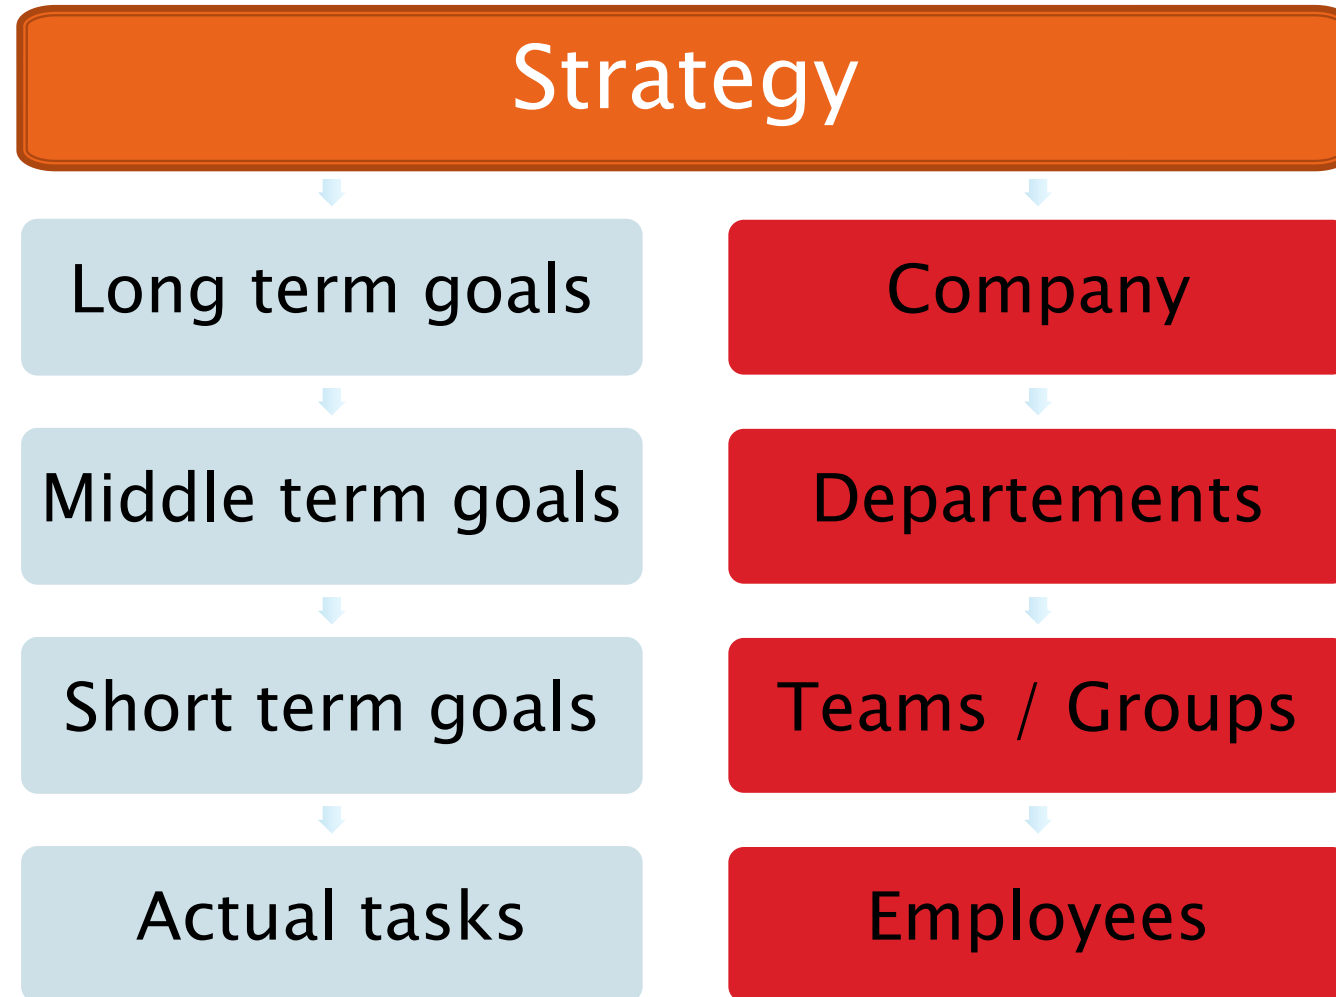 Strategy
Long term goals
Company
Middle term goals
Departements
Short term goals
Teams / Groups
Actual tasks
Employees